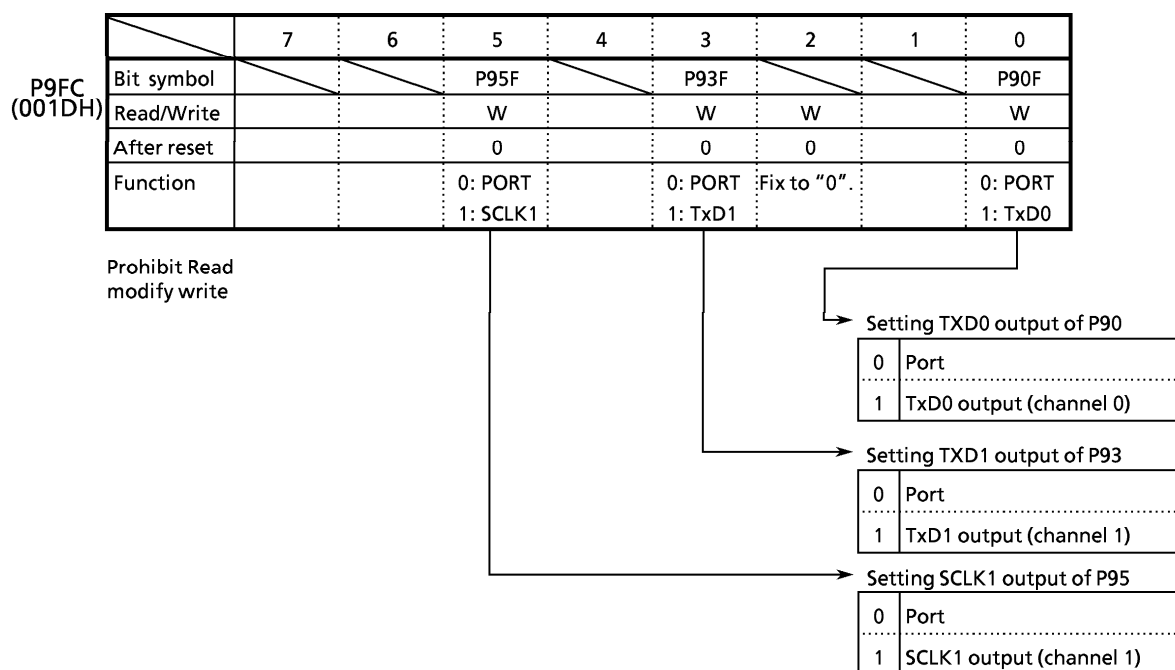 7 6 5 4 3 2 1 0
P9FC
(001DH)
Bit symbol P95F P93F P90F
Read/Write W W W W
After reset 0 0 0 0
Function 0: PORT 0: PORT Fix to “0”. 0: PORT
1: SCLK1 1: TxD1 1: TxD0
Prohibit Read
modify write
Setting TXD0 output of P90
0 Port
1 TxD0 output (channel 0)
Setting TXD1 output of P93
0 Port
1 TxD1 output (channel 1)
Setting SCLK1 output of P95
0 Port
1 SCLK1 output (channel 1)